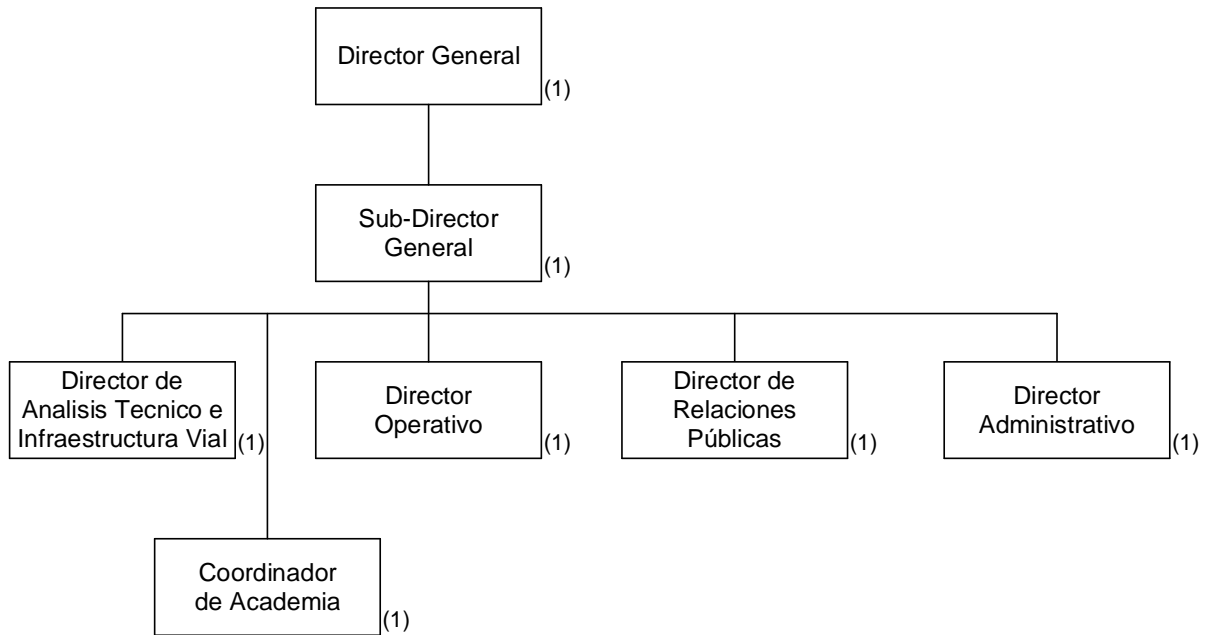 Director General
(1)
Sub-Director
General
(1)
Director de
Analisis Tecnico e
Infraestructura Vial
(1)
Director
Operativo
(1)
Director de
Relaciones
Públicas
(1)
Director
Administrativo
(1)
Coordinador
de Academia
(1)